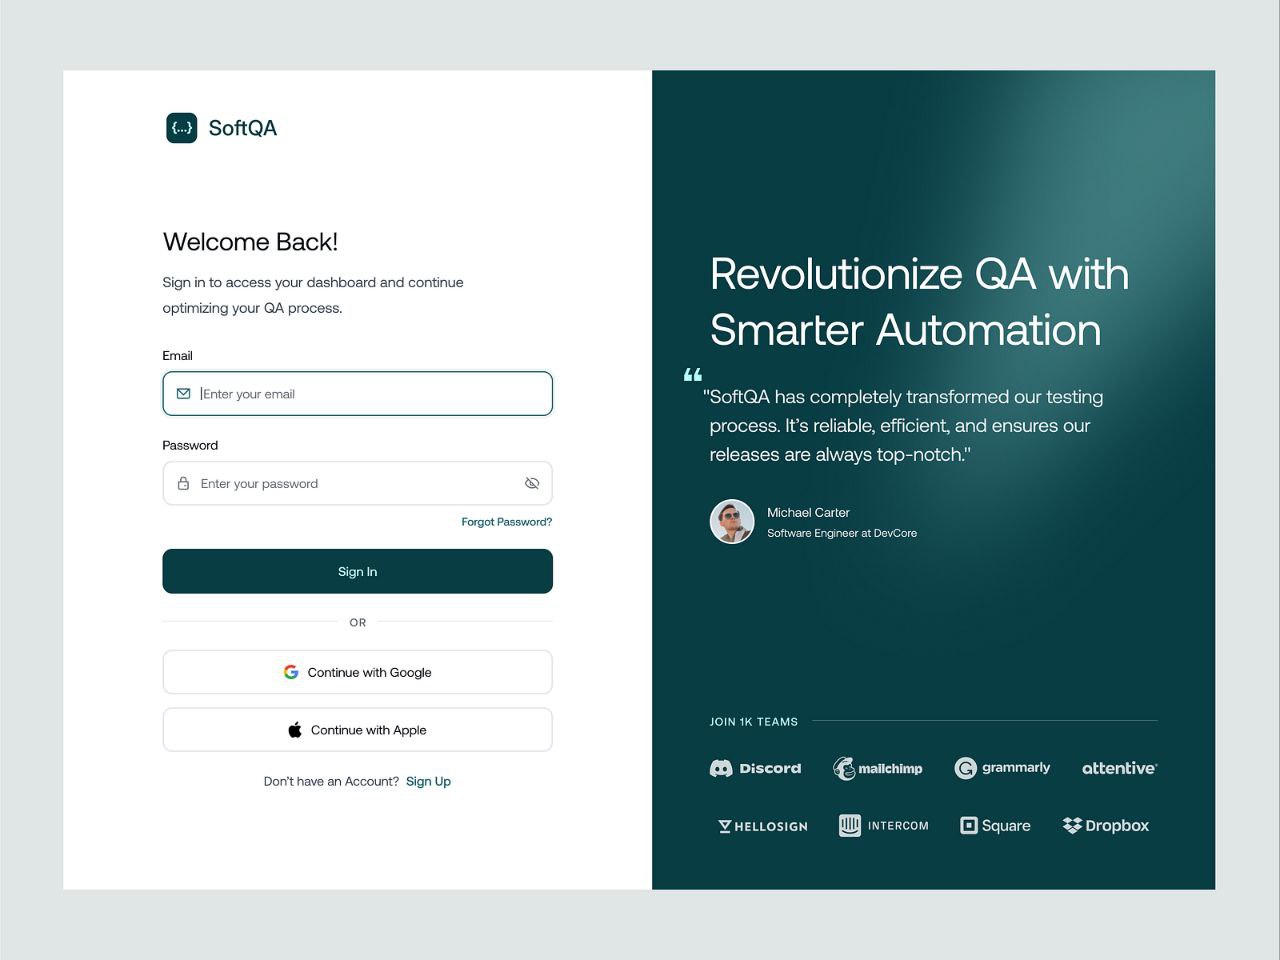 {...} SoftQA
Welcome Back!
Sign in to access your dashboard and continue
optimizing your QA process.
Email
Enter your email
Password
Enter your password
Forgot Password?
Sign In
OR
Continue with Google
Continue with Apple
Don’t have an Account? Sign Up
Revolutionize QA with
Smarter Automation
“
"SoftQA has completely transformed our testing
process. It’s reliable, efficient, and ensures our
releases are always top-notch."
Michael Carter
Software Engineer at DevCore
JOIN 1K TEAMS
Discord mailchimp grammarly attentive
HELLOSIGN INTERCOM Square Dropbox